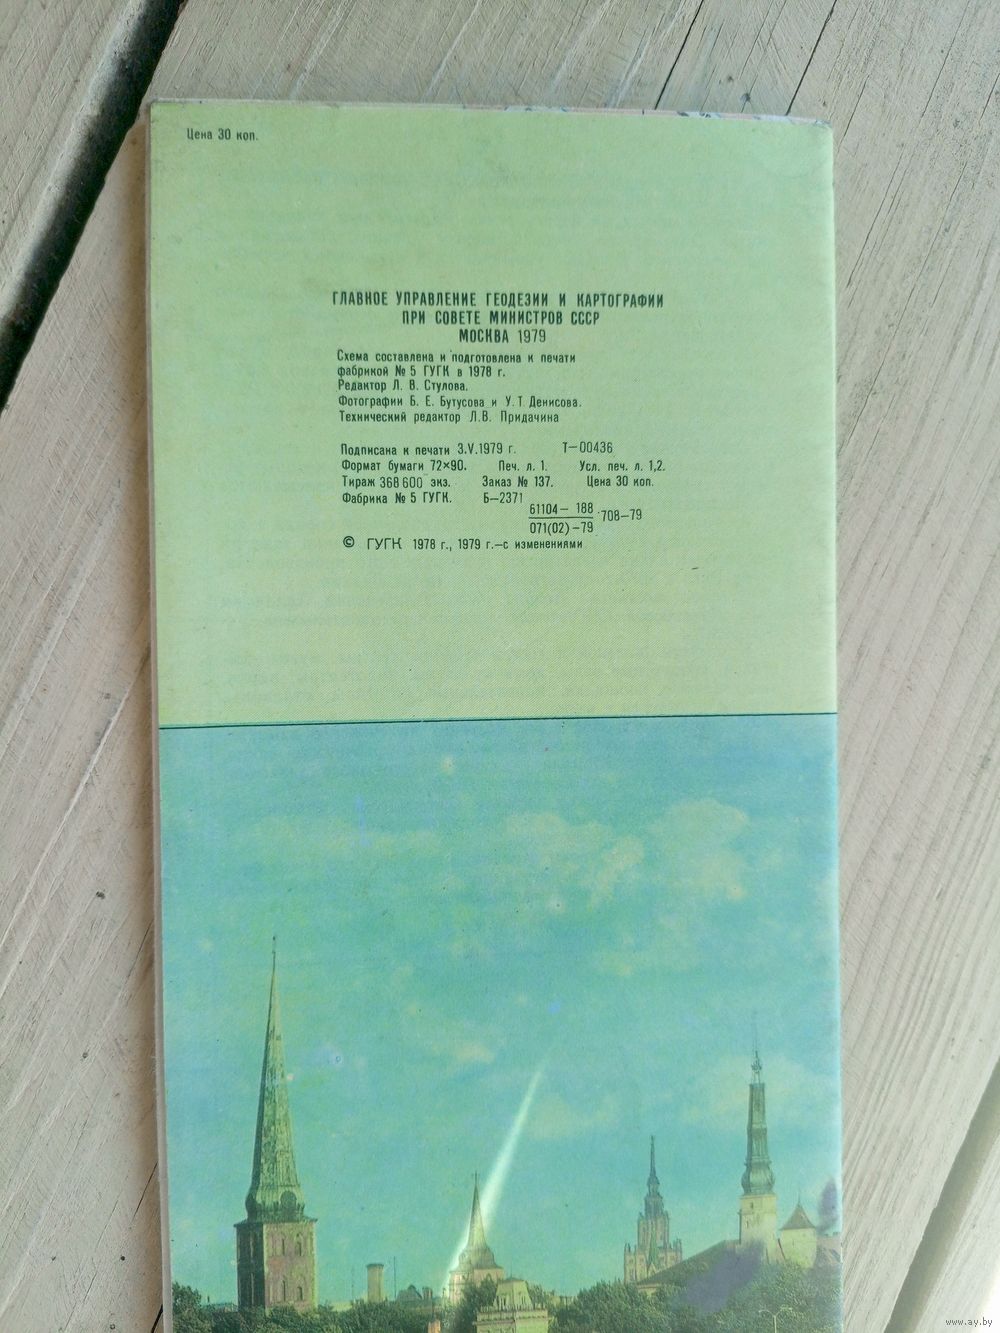 Цена 30 коп.
ГЛАВНОЕ УПРАВЛЕНИЕ ГЕОДЕЗИИ И КАРТОГРАФИИ
ПРИ СОВЕТЕ МИНИСТРОВ СССР
МОСКВА 1979
Схема составлена и подготовлена к печати
фабрикой № 5 ГУГК в 1978 г.
Редактор Л. В. Стулова.
Фотографии Б. Е. Бутусова и У. Т. Денисова.
Технический редактор Л.В. Придачина
Подписана к печати 3.V.1979 г. Т—00436
Формат бумаги 72×90. Печ. л. 1. Усл. печ. л. 1,2.
Тираж 368 600 экз. Заказ № 137. Цена 30 коп.
Фабрика № 5 ГУГК. Б—2371
61104— 188
071(02)—79
·708—79
© ГУГК 1978 г., 1979 г.—с изменениями
www.ay.by